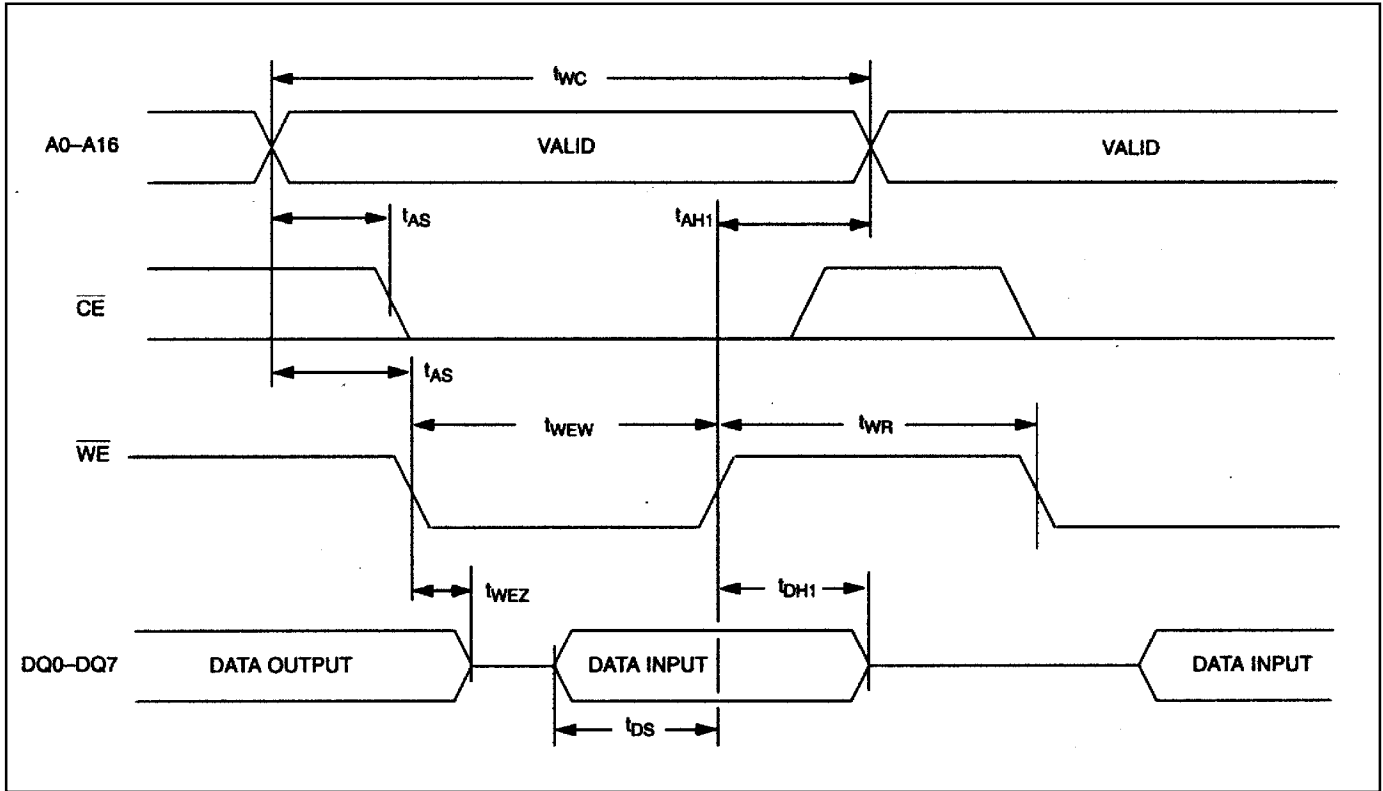 tWC
A0–A16
VALID
VALID
tAS
tAH1
CE
tAS
tWEW
tWR
WE
tWEZ
tDH1
DQ0–DQ7
DATA OUTPUT
DATA INPUT
DATA INPUT
tDS